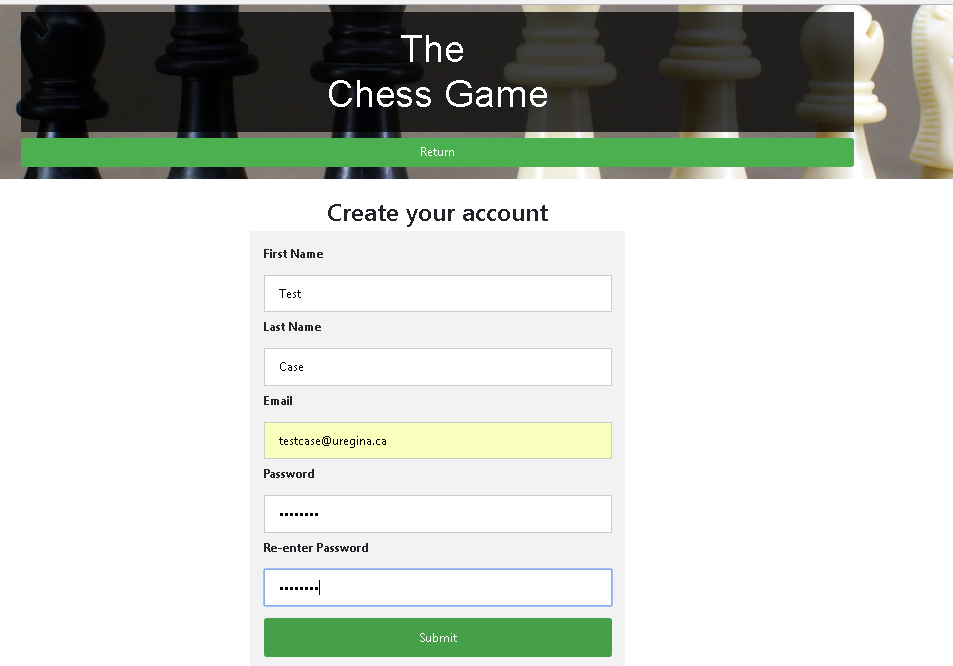 The
Chess Game
Return
Create your account
First Name
Test
Last Name
Case
Email
testcase@uregina.ca
Password
••••••••
Re-enter Password
••••••••
Submit